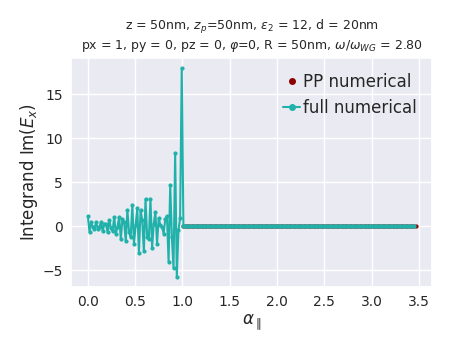 z = 50nm, z_p=50nm, ε_2 = 12, d = 20nm
px = 1, py = 0, pz = 0, φ=0, R = 50nm, ω/ω_WG = 2.80
PP numerical
full numerical
Integrand Im(E_x)
15
10
5
0
−5
0.0 0.5 1.0 1.5 2.0 2.5 3.0 3.5
α_∥